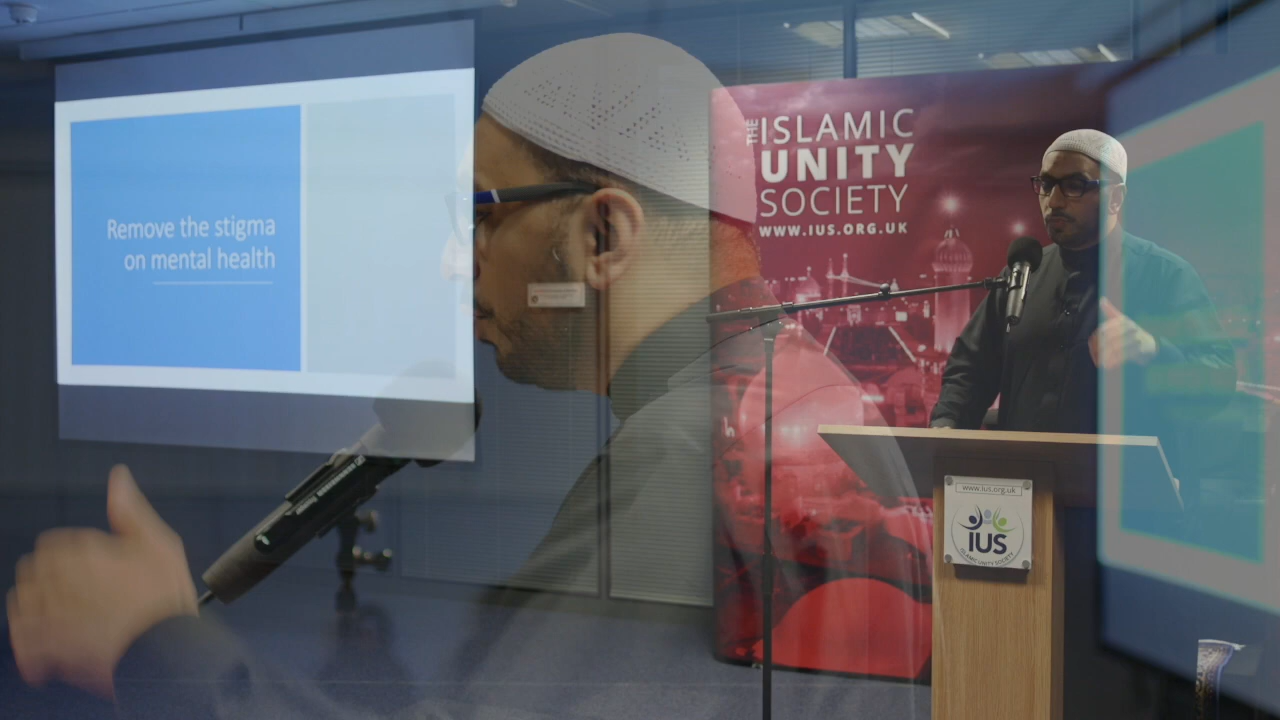 Remove the stigma
on mental health
THE ISLAMIC
UNITY
SOCIETY
WWW.IUS.ORG.UK
www.ius.org.uk
IUS
ISLAMIC UNITY SOCIETY